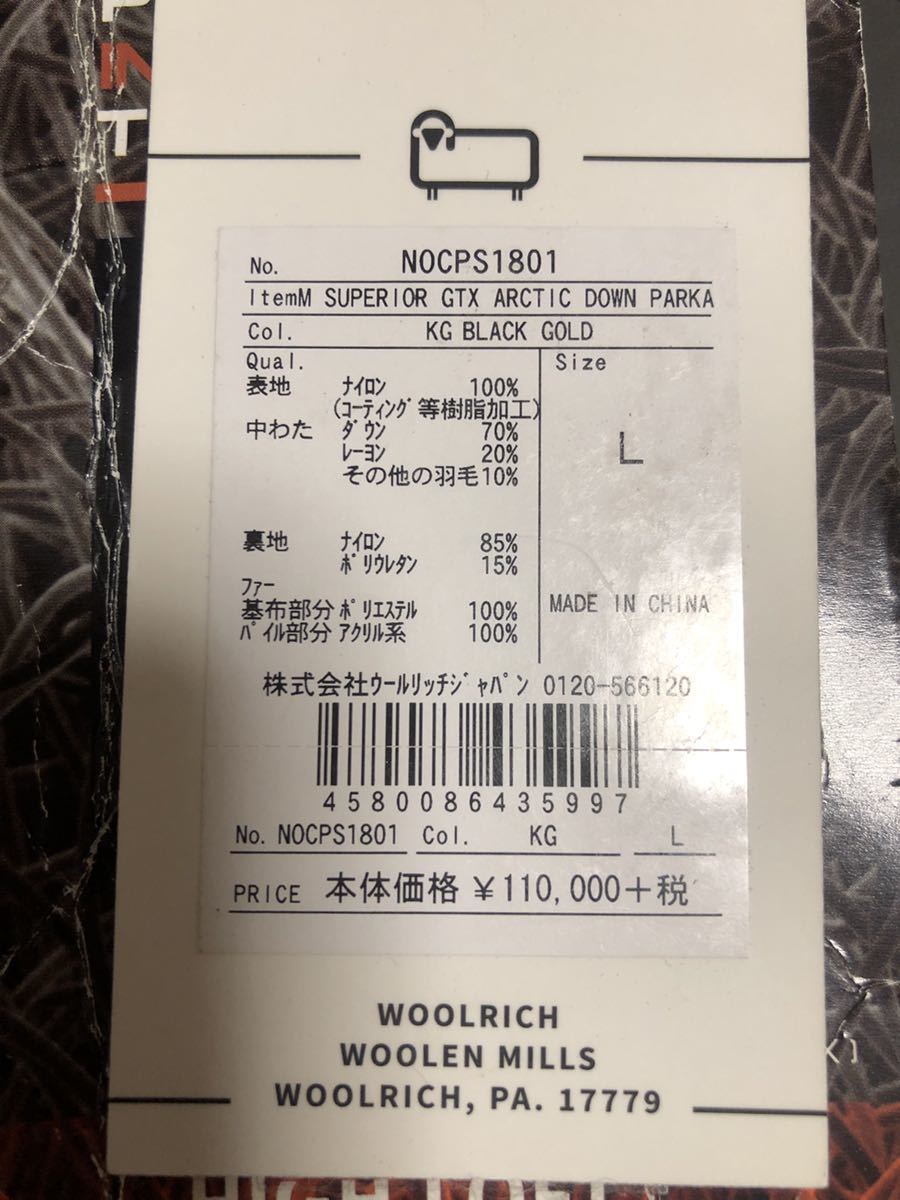 No. NOCPS1801
ItemM SUPERIOR GTX ARCTIC DOWN PARKA
Col. KG BLACK GOLD
Qual. Size
表地 ﾅｲﾛﾝ 100%
(ｺｰﾃｨﾝｸﾞ等樹脂加工)
中わた ﾀﾞｳﾝ 70%
L
ﾚｰﾖﾝ 20%
その他の羽毛10%
裏地 ﾅｲﾛﾝ 85%
ﾎﾟﾘｳﾚﾀﾝ 15%
ﾌｧｰ
基布部分 ﾎﾟﾘｴｽﾃﾙ 100%
MADE IN CHINA
ﾊﾟｲﾙ部分 ｱｸﾘﾙ系 100%
株式会社ｳｰﾙﾘｯﾁｼﾞｬﾊﾟﾝ 0120-566120
4580086435997
No. NOCPS1801 Col. KG L
PRICE 本体価格 ¥110,000+税
WOOLRICH
WOOLEN MILLS
WOOLRICH, PA. 17779